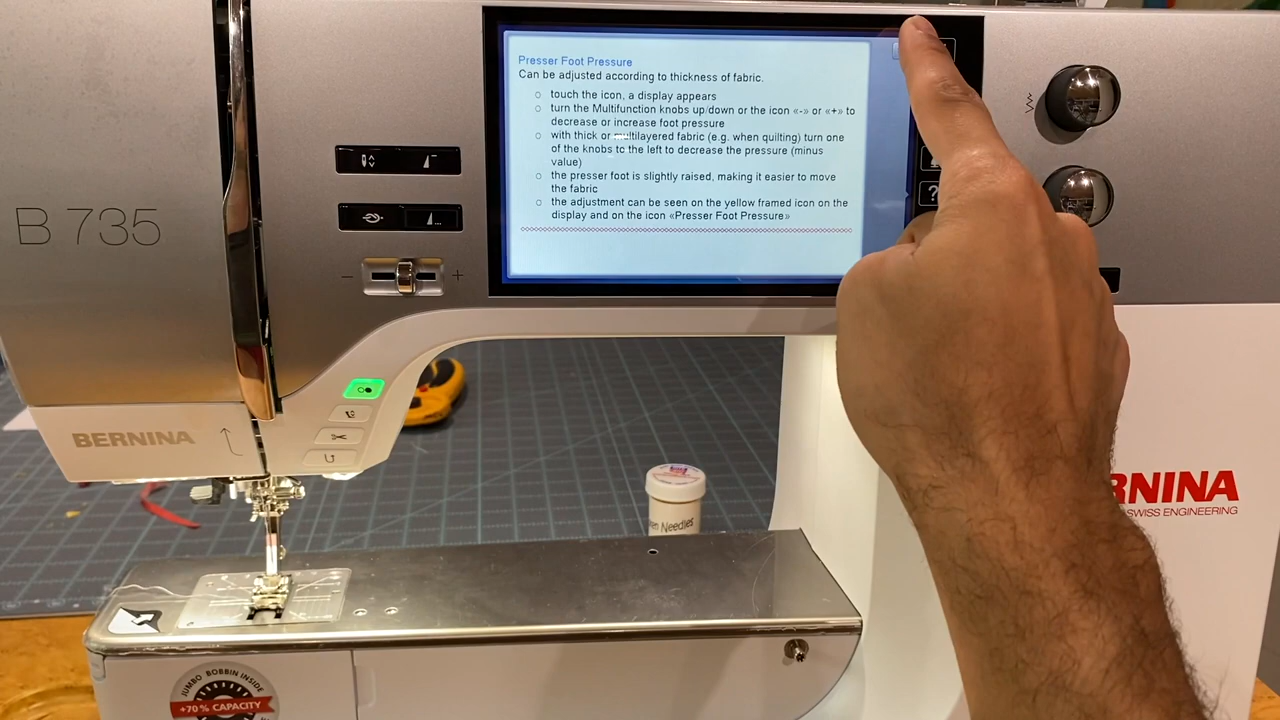 Presser Foot Pressure
Can be adjusted according to thickness of fabric.
touch the icon, a display appears
turn the Multifunction knobs up/down or the icon «-» or «+» to
decrease or increase foot pressure
with thick or multilayered fabric (e.g. when quilting) turn one
of the knobs to the left to decrease the pressure (minus
value)
the presser foot is slightly raised, making it easier to move
the fabric
the adjustment can be seen on the yellow framed icon on the
display and on the icon «Presser Foot Pressure»
?
B 735
- +
BERNINA
RNINA
SWISS ENGINEERING
Needles
JUMBO BOBBIN INSIDE
+70 % CAPACITY